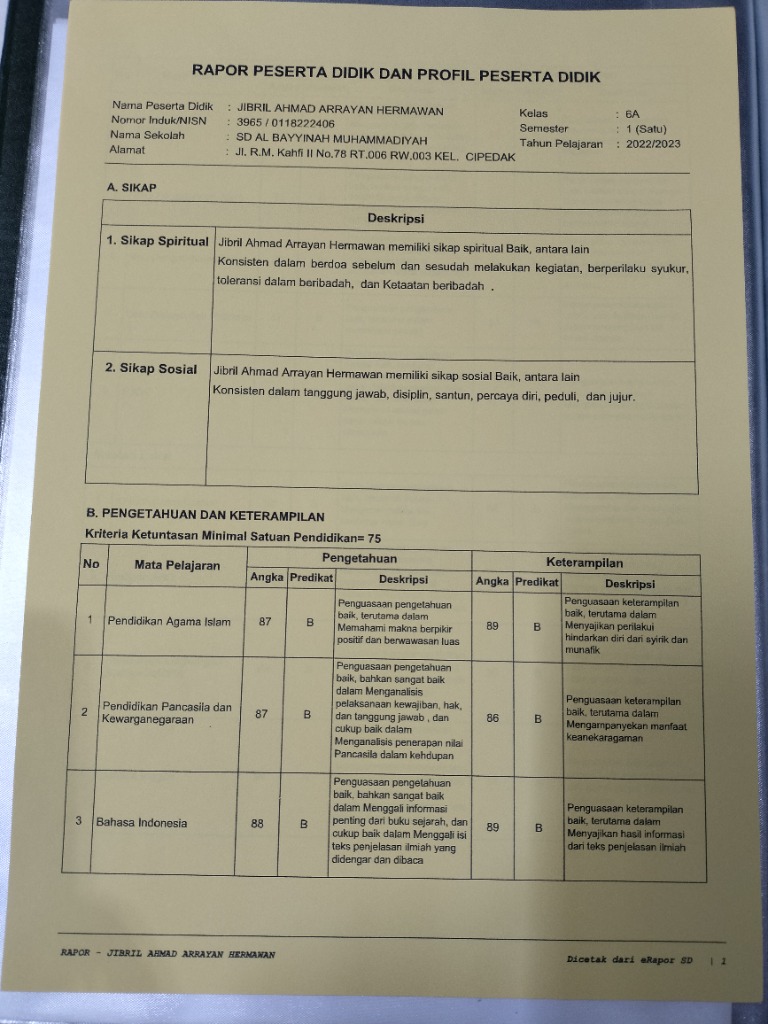 RAPOR PESERTA DIDIK DAN PROFIL PESERTA DIDIK
Nama Peserta Didik : JIBRIL AHMAD ARRAYAN HERMAWAN
Nomor Induk/NISN : 3965 / 0118222406
Nama Sekolah : SD AL BAYYINAH MUHAMMADIYAH
Alamat : Jl. R.M. Kahfi II No.78 RT.006 RW.003 KEL. CIPEDAK
Kelas : 6A
Semester : 1 (Satu)
Tahun Pelajaran : 2022/2023
A. SIKAP
Deskripsi
1. Sikap Spiritual
Jibril Ahmad Arrayan Hermawan memiliki sikap spiritual Baik, antara lain
Konsisten dalam berdoa sebelum dan sesudah melakukan kegiatan, berperilaku syukur,
toleransi dalam beribadah, dan Ketaatan beribadah .
2. Sikap Sosial
Jibril Ahmad Arrayan Hermawan memiliki sikap sosial Baik, antara lain
Konsisten dalam tanggung jawab, disiplin, santun, percaya diri, peduli, dan jujur.
B. PENGETAHUAN DAN KETERAMPILAN
Kriteria Ketuntasan Minimal Satuan Pendidikan= 75
No Mata Pelajaran Pengetahuan Keterampilan
Angka Predikat Deskripsi Angka Predikat Deskripsi
1 Pendidikan Agama Islam 87 B
Penguasaan pengetahuan
baik, terutama dalam
Memahami makna berpikir
positif dan berwawasan luas
89 B
Penguasaan keterampilan
baik, terutama dalam
Menyajikan perilakui
hindarkan diri dari syirik dan
munafik
2 Pendidikan Pancasila dan
Kewarganegaraan
87 B
Penguasaan pengetahuan
baik, bahkan sangat baik
dalam Menganalisis
pelaksanaan kewajiban, hak,
dan tanggung jawab , dan
cukup baik dalam
Menganalisis penerapan nilai
Pancasila dalam kehdupan
86 B
Penguasaan keterampilan
baik, terutama dalam
Mengampanyekan manfaat
keanekaragaman
3 Bahasa Indonesia 88 B
Penguasaan pengetahuan
baik, bahkan sangat baik
dalam Menggali informasi
penting dari buku sejarah, dan
cukup baik dalam Menggali isi
teks penjelasan ilmiah yang
didengar dan dibaca
89 B
Penguasaan keterampilan
baik, terutama dalam
Menyajikan hasil informasi
dari teks penjelasan ilmiah
RAPOR - JIBRIL AHMAD ARRAYAN HERMAWAN
Dicetak dari eRapor SD | 1